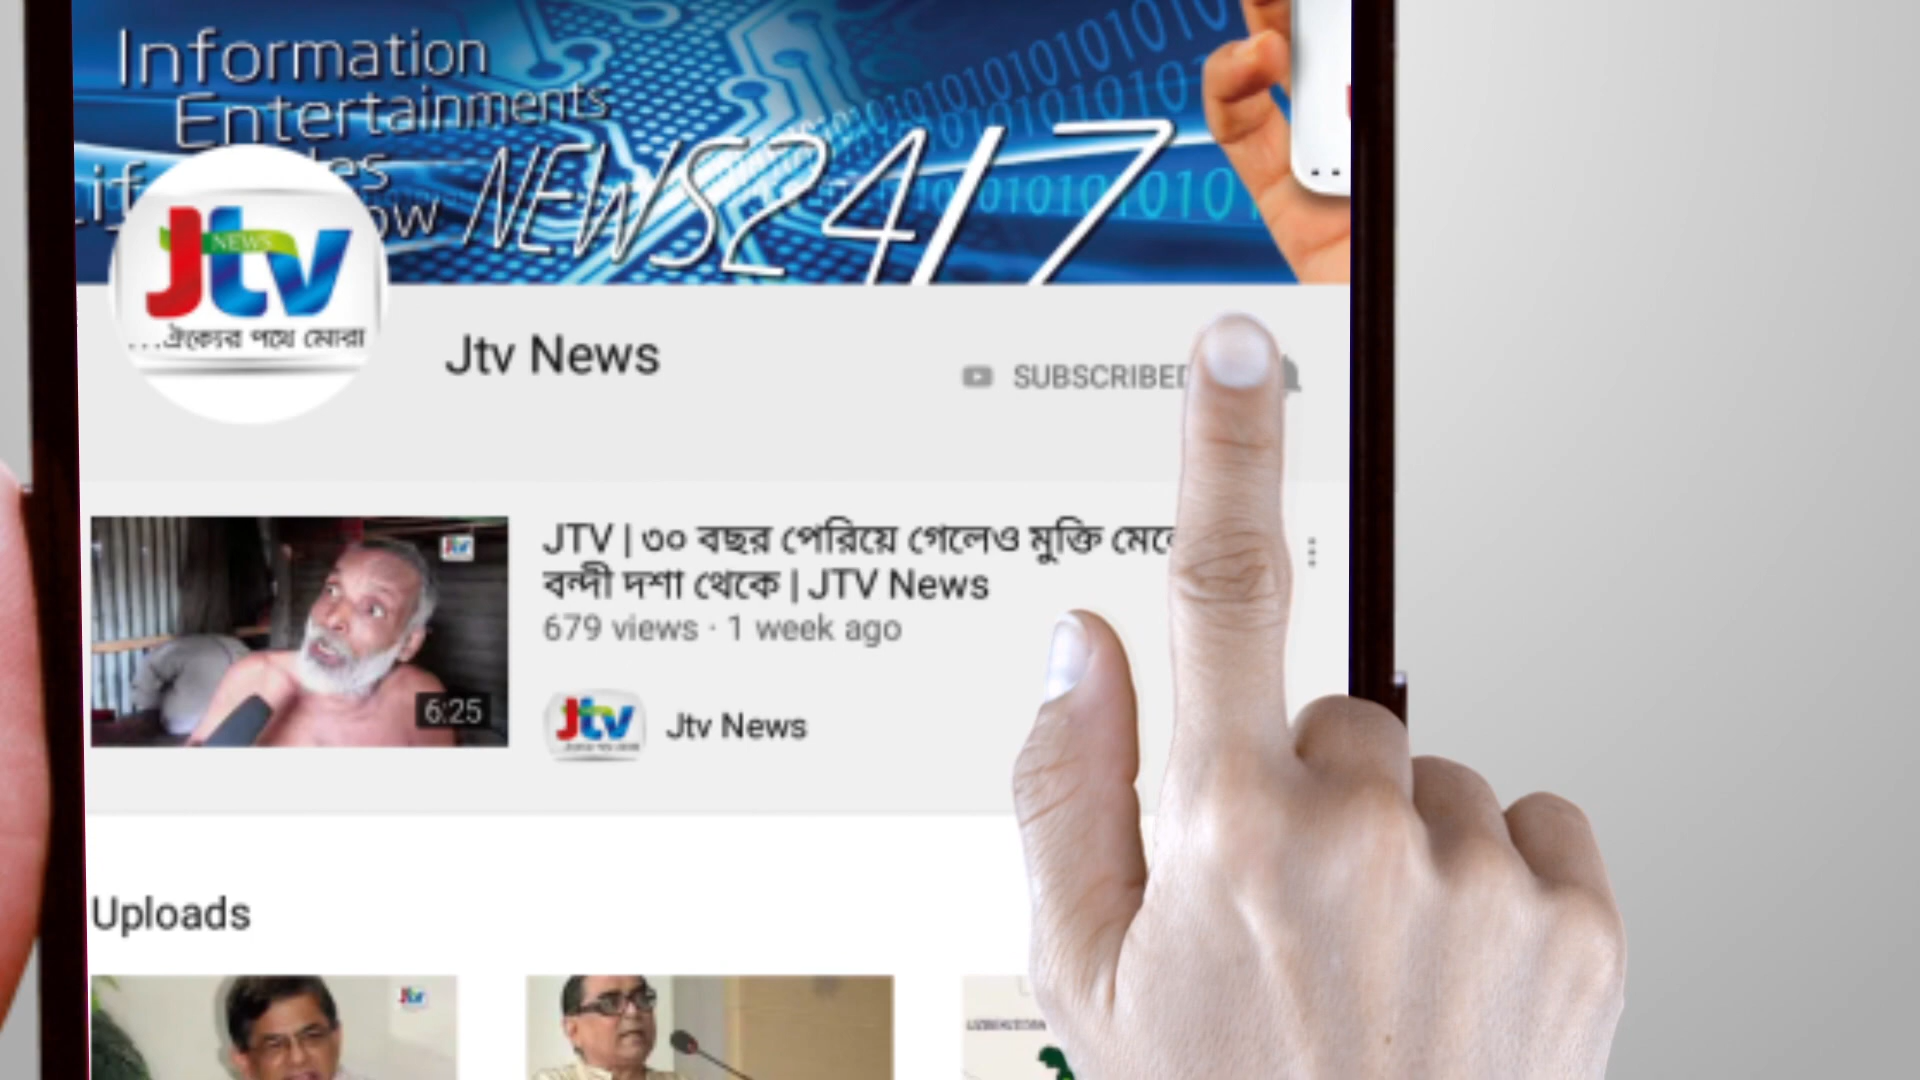 Information
Entertainments
NEWS24/7
JTV
NEWS
...ঐক্যের পথে মোরা
Jtv News
SUBSCRIBED
JTV | ৩০ বছর পেরিয়ে গেলেও মুক্তি
বন্দী দশা থেকে | JTV News
679 views · 1 week ago
6:25
Jtv
Jtv News
Uploads